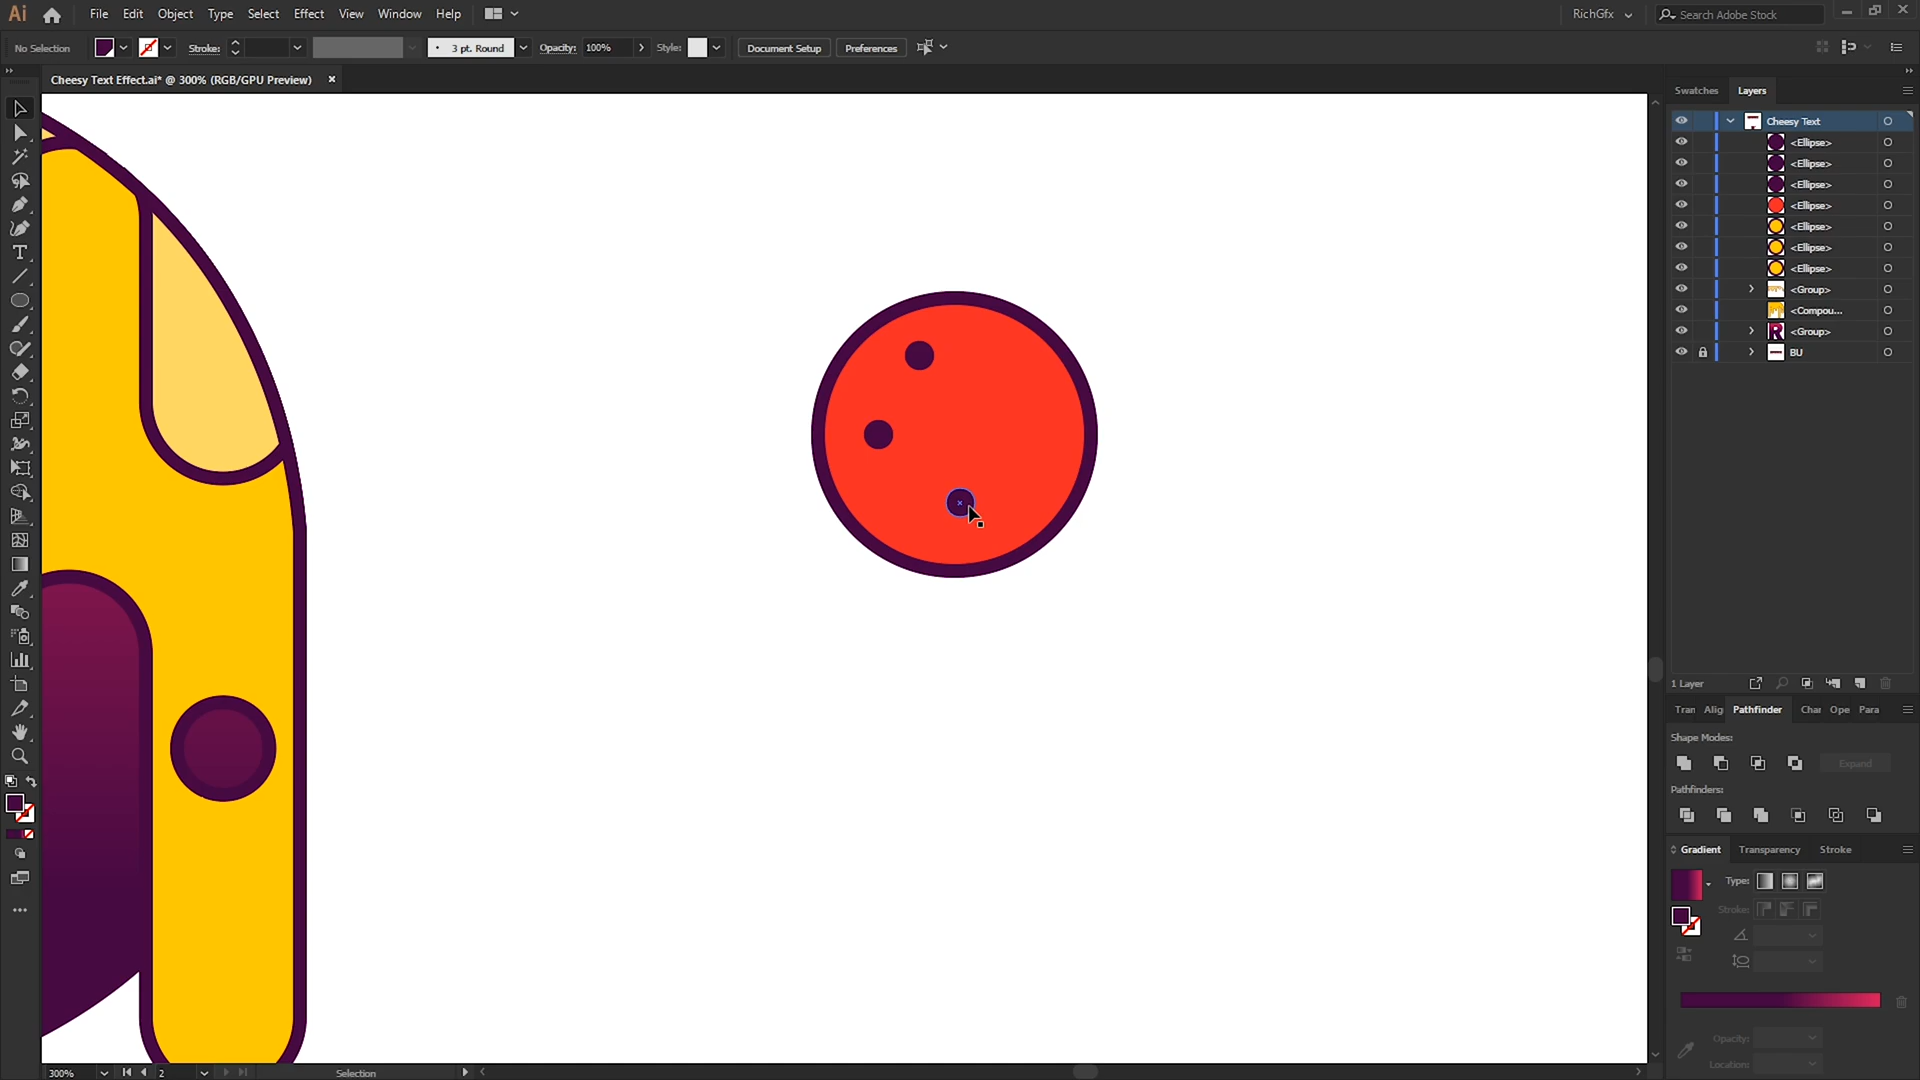 Ai File Edit Object Type Select Effect View Window Help RichGfx Search Adobe Stock
No Selection Stroke: 3 pt. Round Opacity: 100% Style: Document Setup Preferences
Cheesy Text Effect.ai* @ 300% (RGB/GPU Preview) ×
Swatches Layers
Cheesy Text
<Ellipse>
<Ellipse>
<Ellipse>
<Ellipse>
<Ellipse>
<Ellipse>
<Ellipse>
<Group>
<Compou...
<Group>
BU
1 Layer
Tran Alig Pathfinder Char Ope Para
Shape Modes:
Expand
Pathfinders:
Gradient Transparency Stroke
Type:
Stroke:
Opacity:
Location:
300% 2 Selection